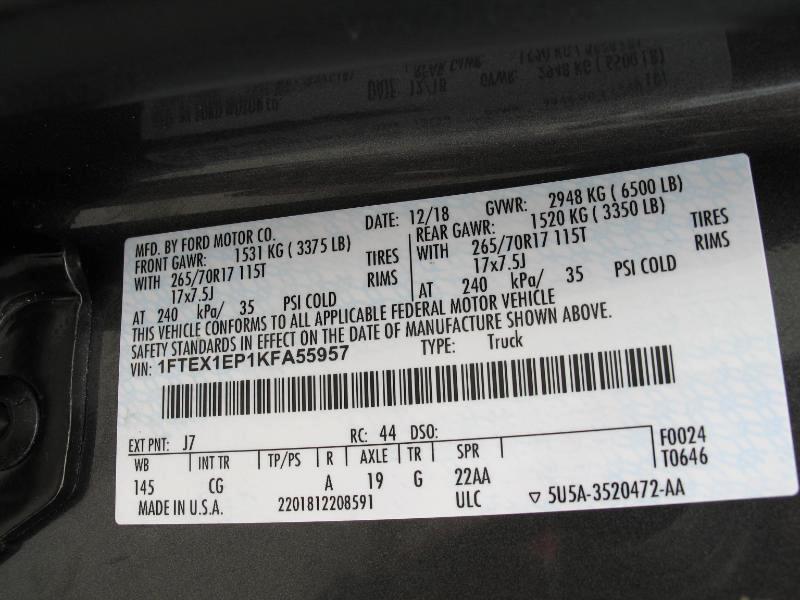 MFD. BY FORD MOTOR CO. DATE: 12/18 GVWR: 2948 KG ( 6500 LB)
FRONT GAWR: 1531 KG ( 3375 LB) REAR GAWR: 1520 KG ( 3350 LB)
WITH 265/70R17 115T TIRES WITH 265/70R17 115T TIRES
17x7.5J RIMS 17x7.5J RIMS
AT 240 kPa/ 35 PSI COLD AT 240 kPa/ 35 PSI COLD
THIS VEHICLE CONFORMS TO ALL APPLICABLE FEDERAL MOTOR VEHICLE
SAFETY STANDARDS IN EFFECT ON THE DATE OF MANUFACTURE SHOWN ABOVE.
VIN: 1FTEX1EP1KFA55957 TYPE: Truck
EXT PNT: J7 RC: 44 DSO: F0024
WB INT TR TP/PS R AXLE TR SPR T0646
145 CG A 19 G 22AA
MADE IN U.S.A. 2201812208591 ULC ▽ 5U5A-3520472-AA